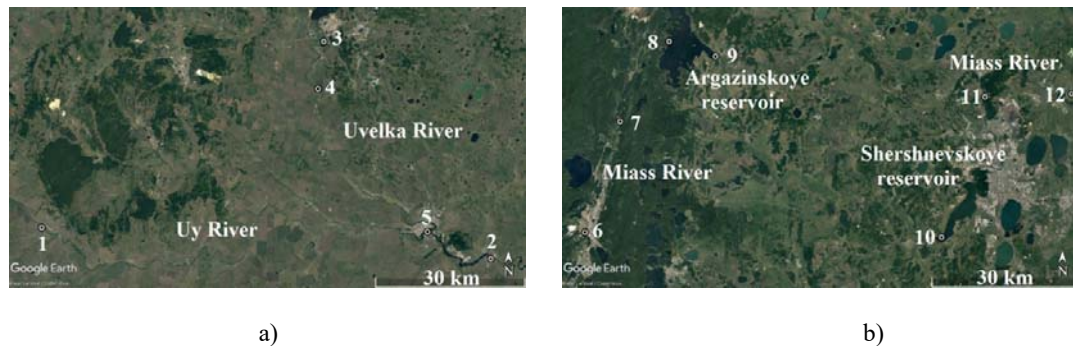 3
4
Uvelka River
Uy River
1
5
2
N
Google Earth
30 km
a)
8
9
Argazinskoye
reservoir
Miass River
11
12
7
Shershnevskoye
reservoir
Miass River
6
10
N
Google Earth
30 km
b)